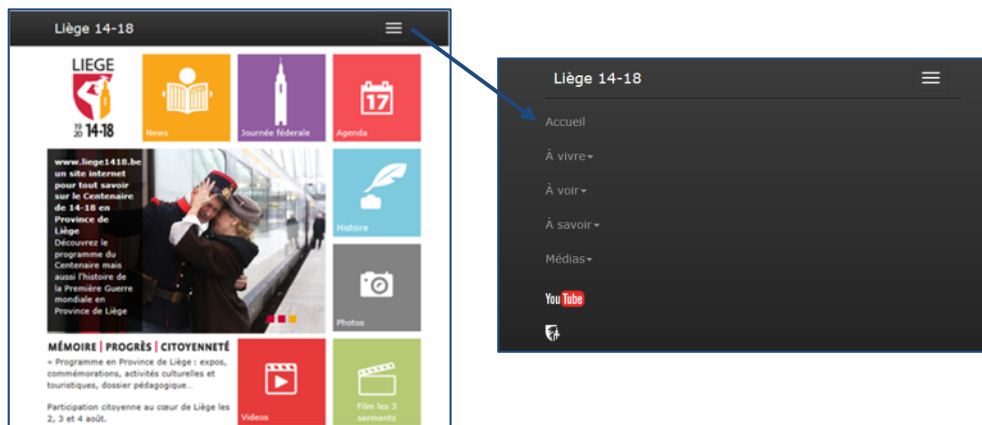 Liège 14-18
LIEGE
19
20 14-18
News
Journée féderale
17
Agenda
www.liege1418.be
un site internet
pour tout savoir
sur le Centenaire
de 14-18 en
Province de
Liège
Découvrez le
programme du
Centenaire mais
aussi l'histoire de
la Première Guerre
mondiale en
Province de Liège
Histoire
Photos
MÉMOIRE | PROGRÈS | CITOYENNETÉ
« Programme en Province de Liège : expos,
commémorations, activités culturelles et
touristiques, dossier pédagogique...
Participation citoyenne au cœur de Liège les
2, 3 et 4 août.
Videos
Film les 3
serments
Liège 14-18
Accueil
À vivre
À voir
À savoir
Médias
YouTube